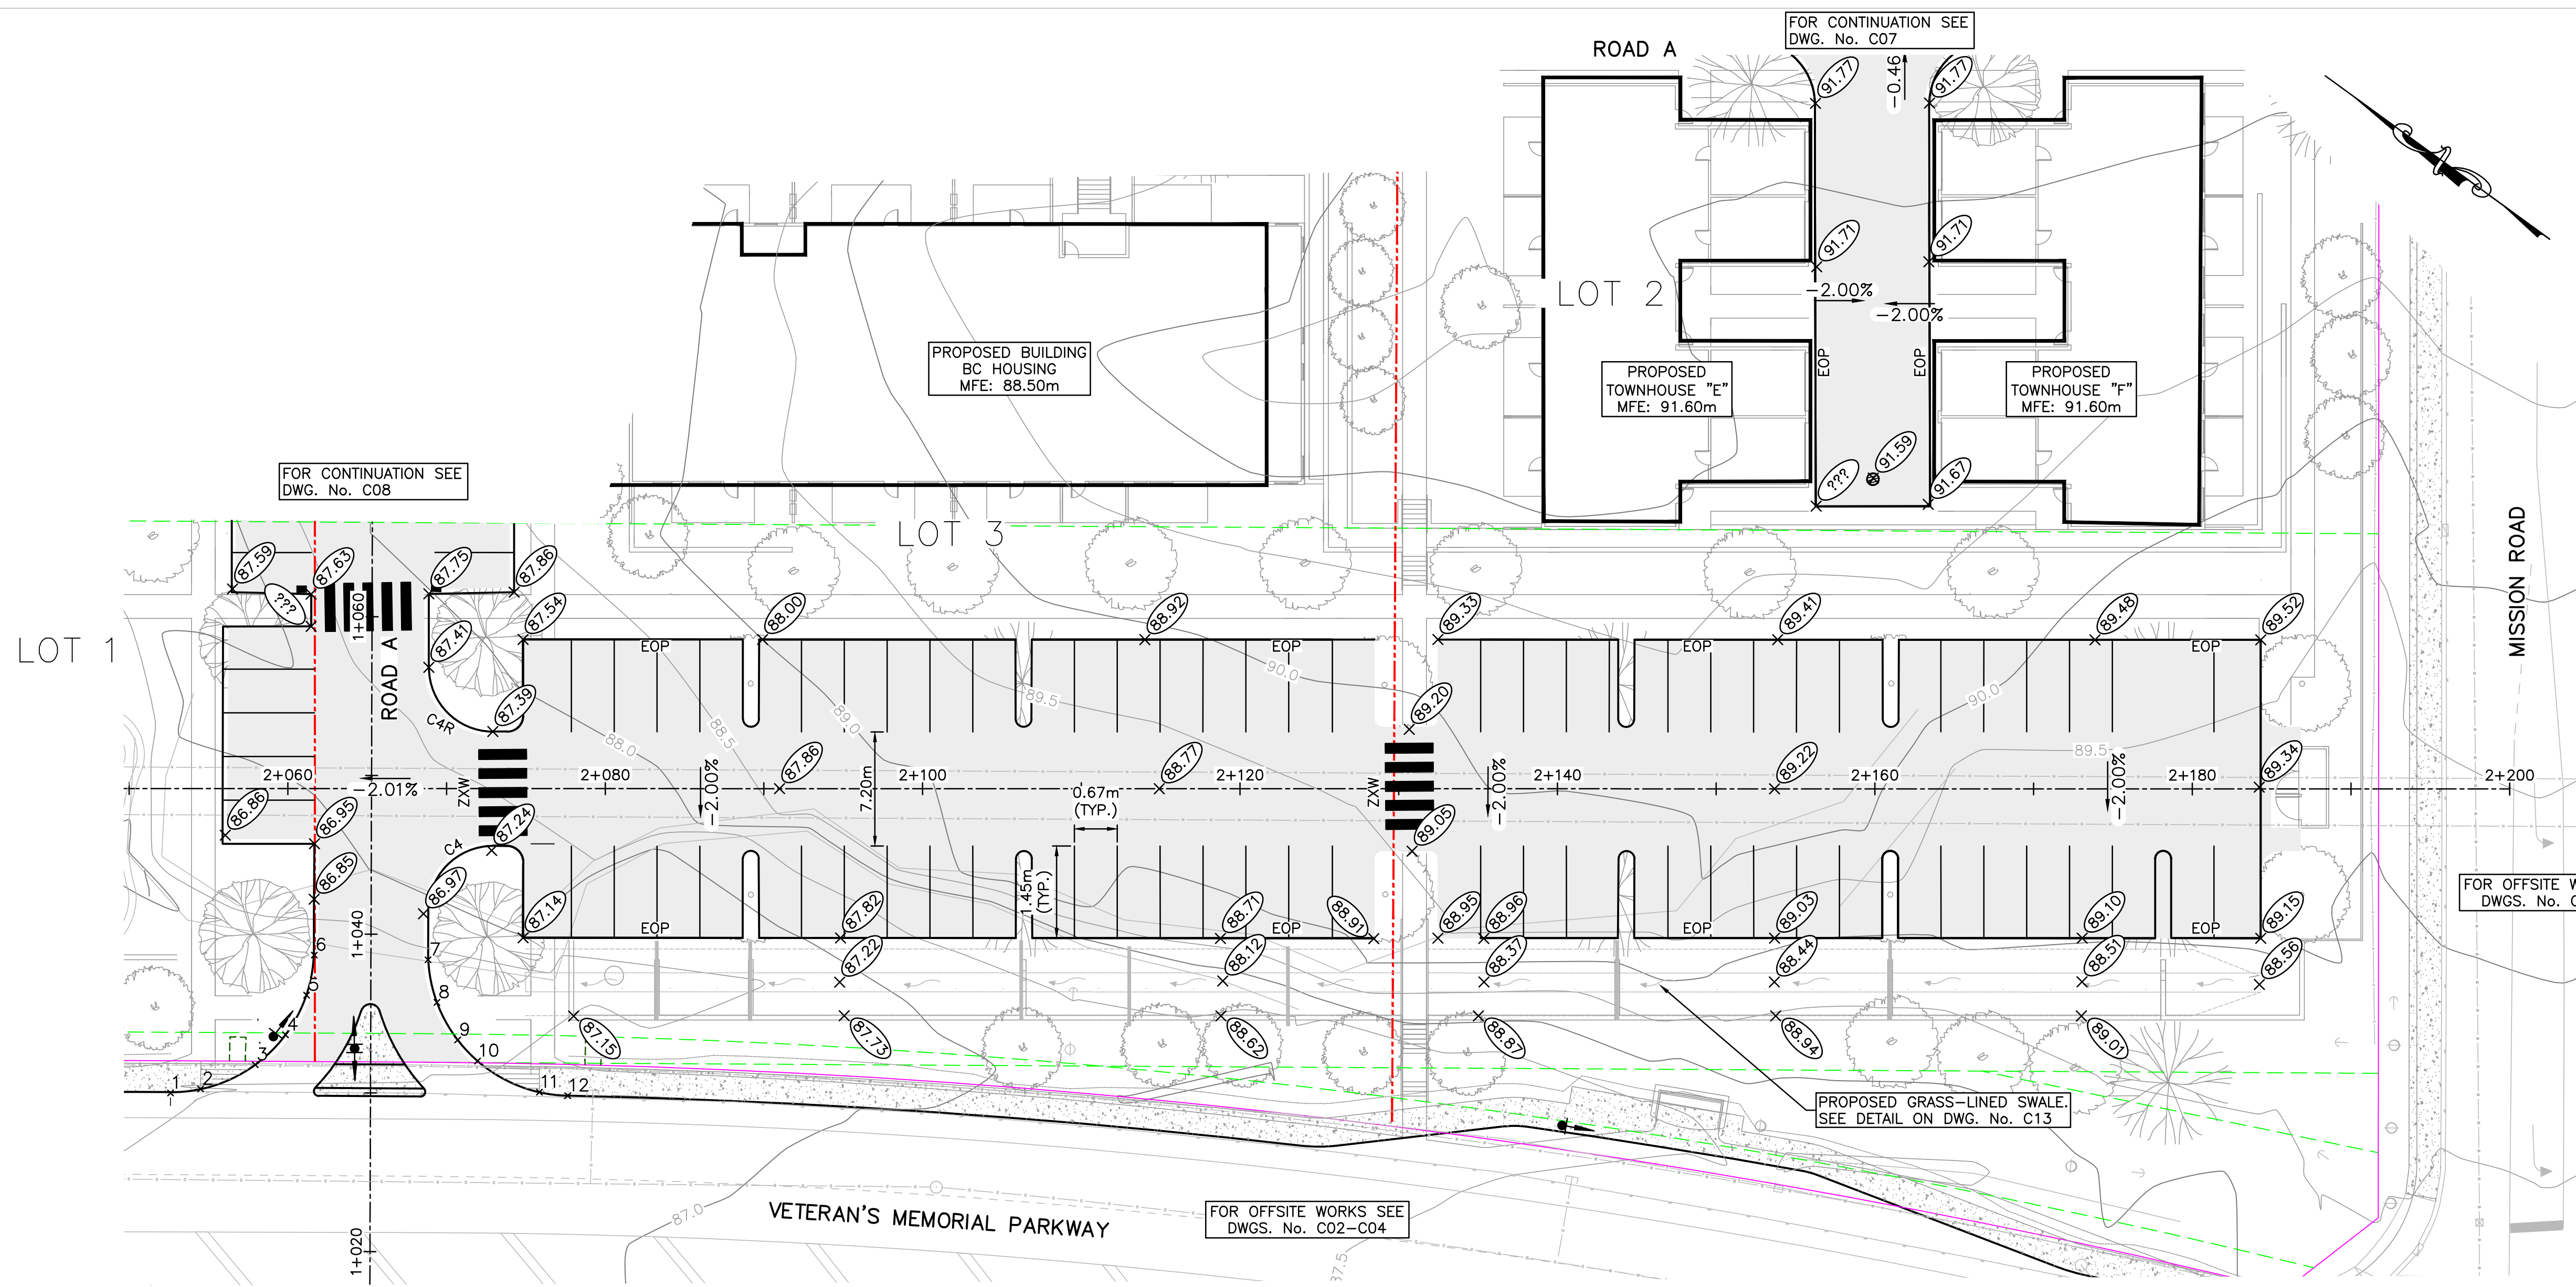 FOR CONTINUATION SEE
DWG. No. C07
ROAD A
91.77
-0.46
91.77
91.71
91.71
LOT 2
-2.00%
-2.00%
PROPOSED BUILDING
BC HOUSING
MFE: 88.50m
PROPOSED
TOWNHOUSE "E"
MFE: 91.60m
EOP
EOP
PROPOSED
TOWNHOUSE "F"
MFE: 91.60m
???
91.59
91.67
FOR CONTINUATION SEE
DWG. No. C08
LOT 3
MISSION ROAD
87.59
87.63
87.75
87.86
???
1+060
LOT 1
ROAD A
87.41
87.54
88.00
88.92
89.33
89.41
89.48
89.52
EOP
EOP
EOP
EOP
90.0
89.5
90.0
C4R
87.39
89.0
89.20
88.0
88.5
89.5
2+060
2+080
2+100
2+120
2+140
2+160
2+180
2+200
-2.01%
ZXW
-2.00%
87.86
7.20m
88.77
0.67m
(TYP.)
ZXW
-2.00%
89.22
-2.00%
89.34
86.86
86.95
87.24
89.05
C4
86.85
86.97
1.45m
(TYP.)
87.14
87.82
88.71
88.91
88.95
88.96
89.03
89.10
89.15
EOP
EOP
EOP
EOP
FOR OFFSITE W
DWGS. No. C
1+040
6
7
87.22
88.12
88.37
88.44
88.51
88.56
5
8
4
9
3
10
87.15
87.73
88.62
88.87
88.94
89.01
1
2
11
12
PROPOSED GRASS-LINED SWALE.
SEE DETAIL ON DWG. No. C13
87.0
VETERAN'S MEMORIAL PARKWAY
FOR OFFSITE WORKS SEE
DWGS. No. C02-C04
1+020
37.5